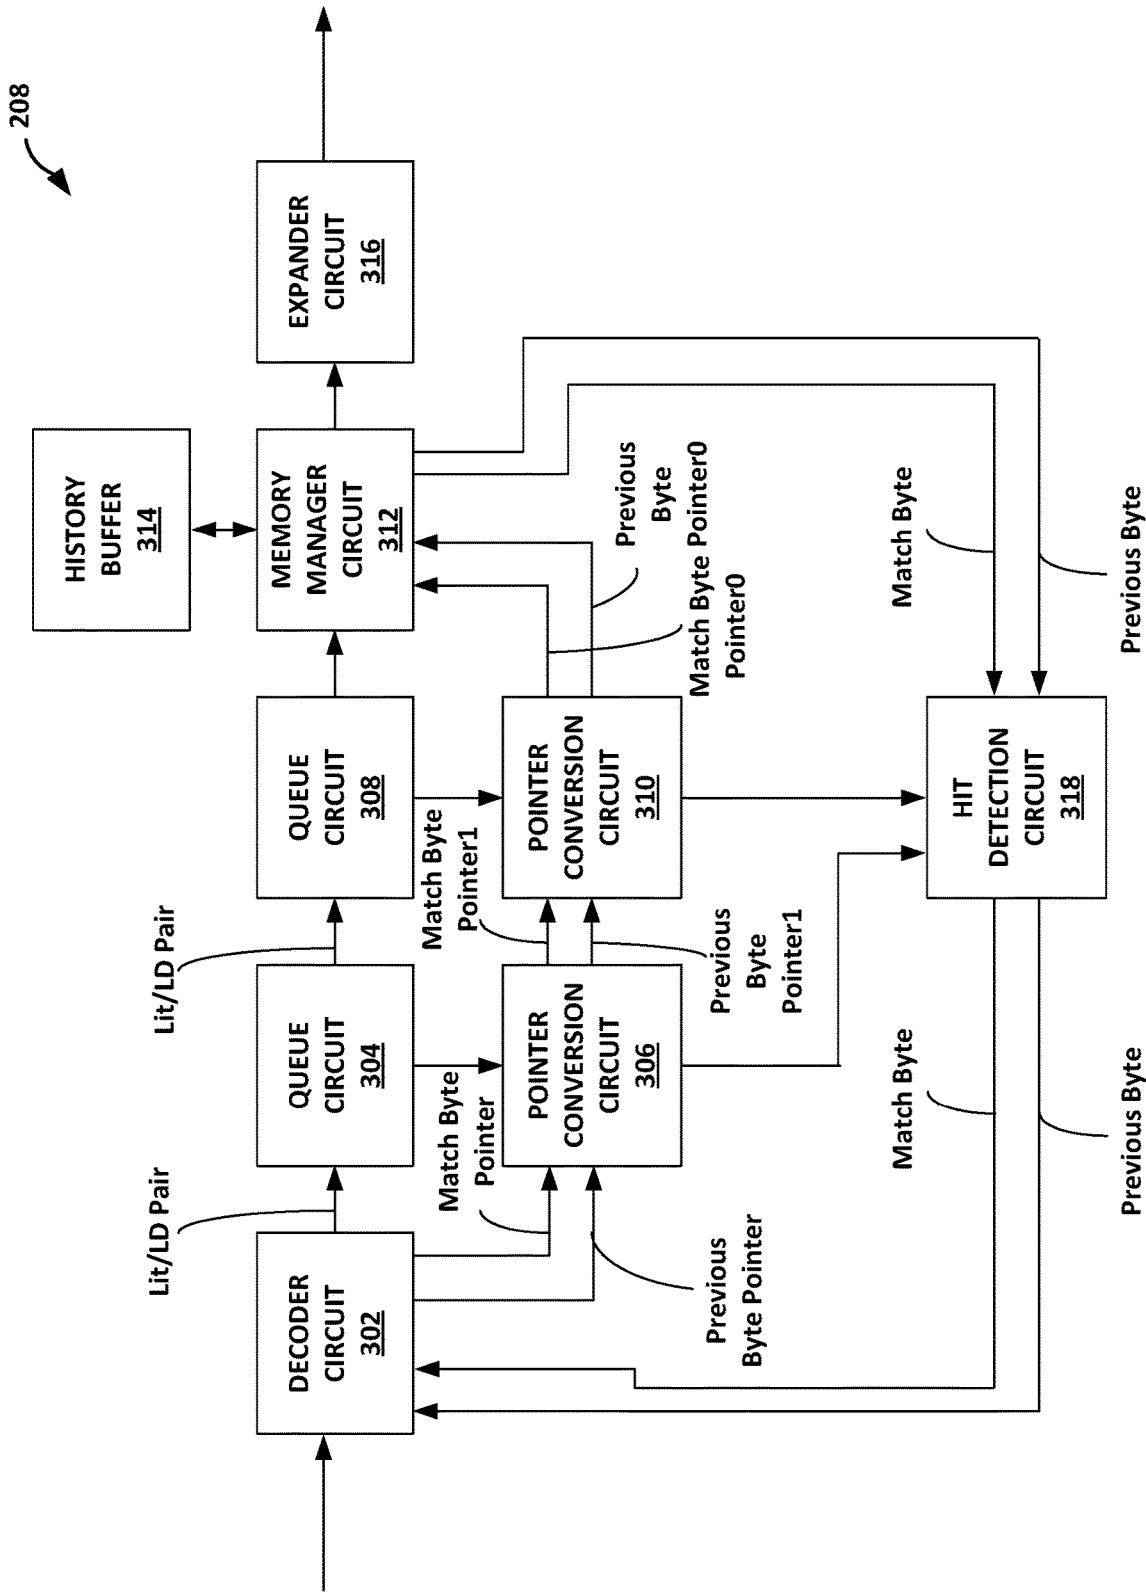 208
HISTORY
BUFFER
314
DECODER
CIRCUIT
302
Lit/LD Pair
QUEUE
CIRCUIT
304
Lit/LD Pair
QUEUE
CIRCUIT
308
MEMORY
MANAGER
CIRCUIT
312
EXPANDER
CIRCUIT
316
Match Byte
Pointer
Previous
Byte Pointer
POINTER
CONVERSION
CIRCUIT
306
Match Byte
Pointer1
Previous
Byte
Pointer1
POINTER
CONVERSION
CIRCUIT
310
Match Byte
Pointer0
Previous
Byte
Pointer0
HIT
DETECTION
CIRCUIT
318
Match Byte
Previous Byte
Match Byte
Previous Byte